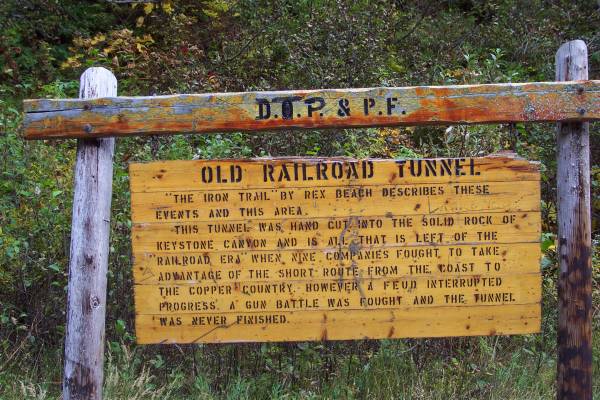 D.O.P. & P.F.
OLD RAILROAD TUNNEL
"THE IRON TRAIL" BY REX BEACH DESCRIBES THESE
EVENTS AND THIS AREA.
THIS TUNNEL WAS HAND CUT INTO THE SOLID ROCK OF
KEYSTONE CANYON AND IS ALL THAT IS LEFT OF THE
"RAILROAD ERA" WHEN NINE COMPANIES FOUGHT TO TAKE
ADVANTAGE OF THE SHORT ROUTE FROM THE COAST TO
THE COPPER COUNTRY. HOWEVER A FEUD INTERRUPTED
PROGRESS. A GUN BATTLE WAS FOUGHT AND THE TUNNEL
WAS NEVER FINISHED.